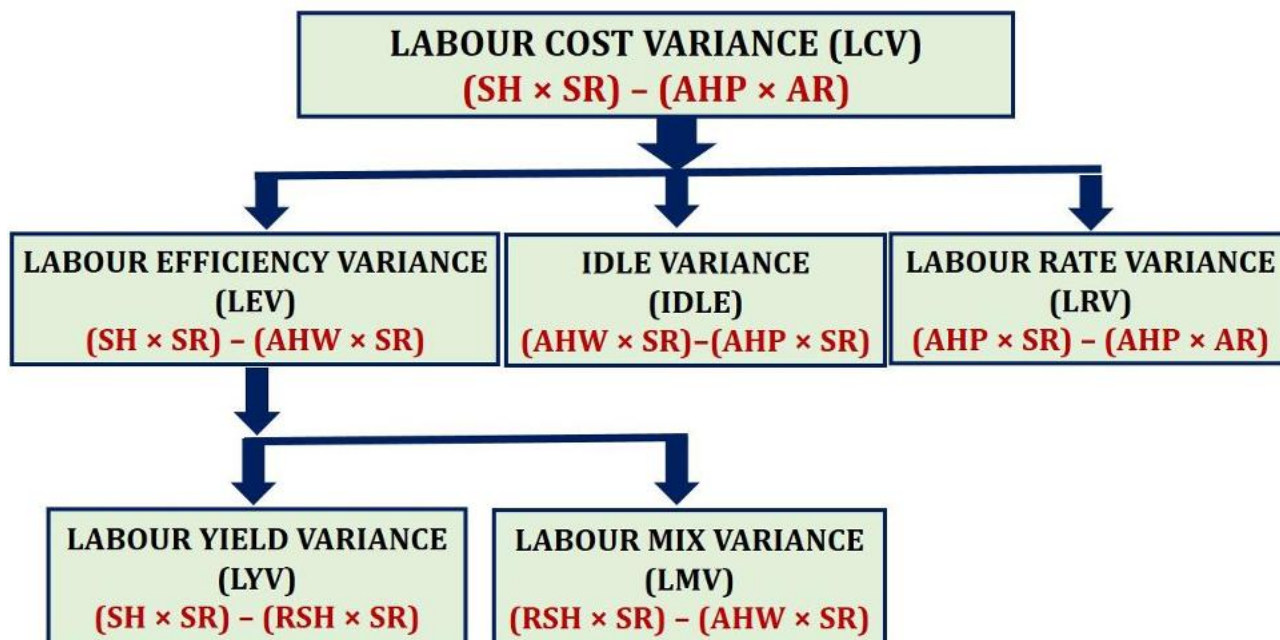 LABOUR COST VARIANCE (LCV)
(SH × SR) – (AHP × AR)
LABOUR EFFICIENCY VARIANCE
(LEV)
(SH × SR) – (AHW × SR)
IDLE VARIANCE
(IDLE)
(AHW × SR)–(AHP × SR)
LABOUR RATE VARIANCE
(LRV)
(AHP × SR) – (AHP × AR)
LABOUR YIELD VARIANCE
(LYV)
(SH × SR) – (RSH × SR)
LABOUR MIX VARIANCE
(LMV)
(RSH × SR) – (AHW × SR)